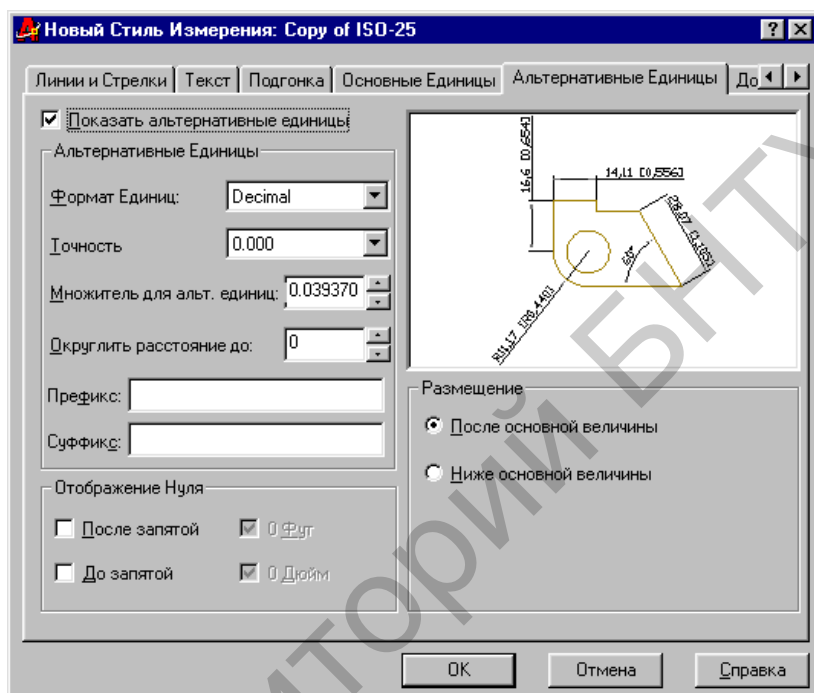 Новый Стиль Измерения: Copy of ISO-25
Линии и Стрелки
Текст
Подгонка
Основные Единицы
Альтернативные Единицы
До
Показать альтернативные единицы
Альтернативные Единицы
Формат Единиц: Decimal
Точность 0.000
Множитель для альт. единиц: 0.039370
Округлить расстояние до: 0
Префикс:
Суффикс:
Отображение Нуля
После запятой
0 Фут
До запятой
0 Дюйм
16,6 [0,654]
14,11 [0,556]
28,07 [1,105]
60°
R11,17 [R0,440]
Размещение
После основной величины
Ниже основной величины
OK
Отмена
Справка
ТОРИЙ БНТУ